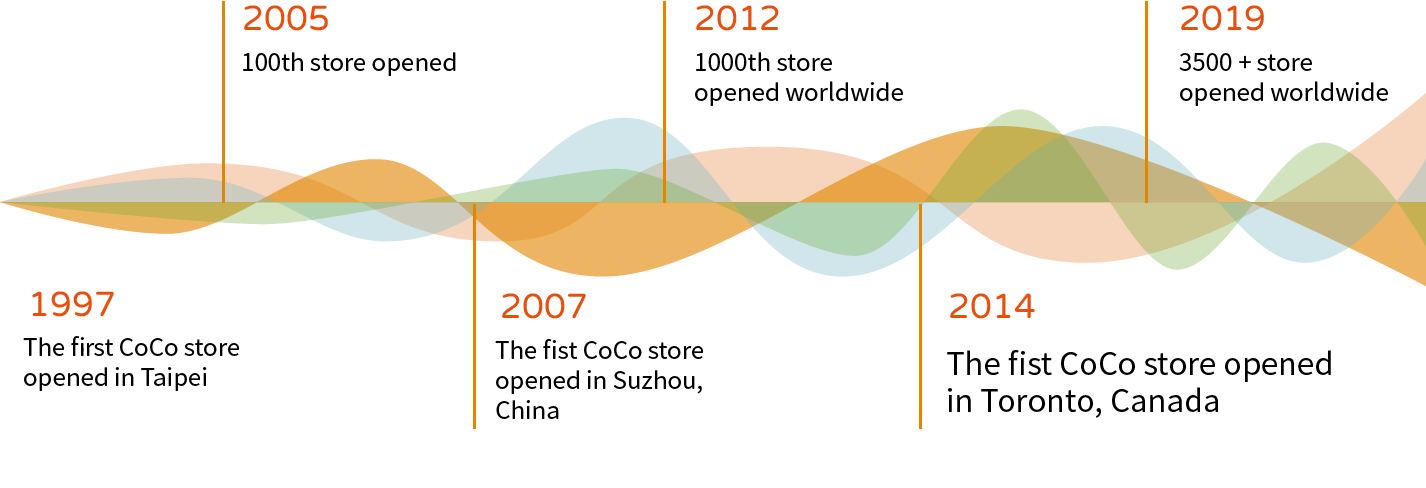 2005
100th store opened
2012
1000th store
opened worldwide
2019
3500 + store
opened worldwide
1997
The first CoCo store
opened in Taipei
2007
The fist CoCo store
opened in Suzhou,
China
2014
The fist CoCo store opened
in Toronto, Canada